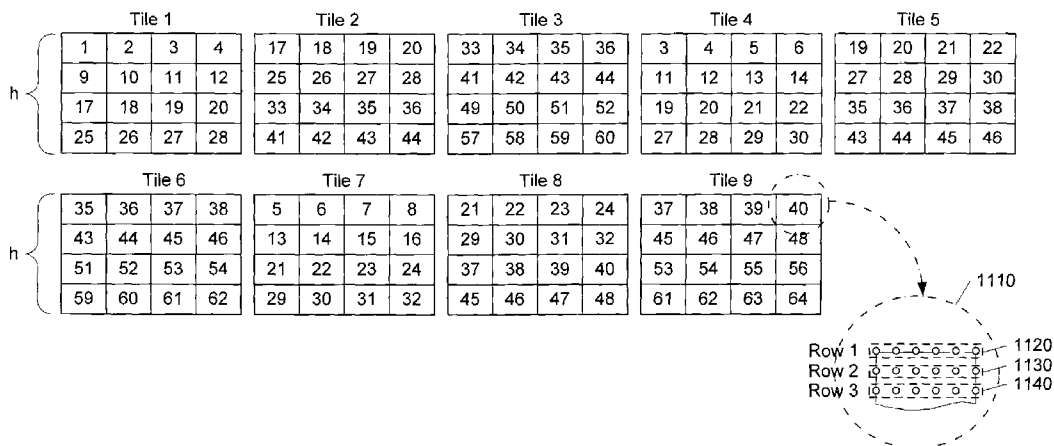 Tile 1 Tile 2 Tile 3 Tile 4 Tile 5
1 2 3 4 17 18 19 20 33 34 35 36 3 4 5 6 19 20 21 22
9 10 11 12 25 26 27 28 41 42 43 44 11 12 13 14 27 28 29 30
h
17 18 19 20 33 34 35 36 49 50 51 52 19 20 21 22 35 36 37 38
25 26 27 28 41 42 43 44 57 58 59 60 27 28 29 30 43 44 45 46
Tile 6 Tile 7 Tile 8 Tile 9
35 36 37 38 5 6 7 8 21 22 23 24 37 38 39 40
43 44 45 46 13 14 15 16 29 30 31 32 45 46 47 48
h
51 52 53 54 21 22 23 24 37 38 39 40 53 54 55 56
59 60 61 62 29 30 31 32 45 46 47 48 61 62 63 64
1110
Row 1 1120
Row 2 1130
Row 3 1140